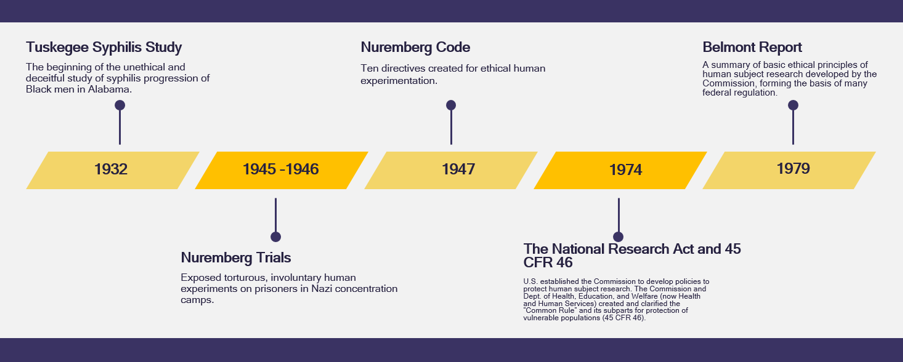 Tuskegee Syphilis Study
The beginning of the unethical and
deceitful study of syphilis progression of
Black men in Alabama.
Nuremberg Code
Ten directives created for ethical human
experimentation.
Belmont Report
A summary of basic ethical principles of
human subject research developed by the
Commission, forming the basis of many
federal regulation.
1932
1945 -1946
1947
1974
1979
Nuremberg Trials
Exposed torturous, involuntary human
experiments on prisoners in Nazi concentration
camps.
The National Research Act and 45
CFR 46
U.S. established the Commission to develop policies to
protect human subject research. The Commission and
Dept. of Health, Education, and Welfare (now Health
and Human Services) created and clarified the
"Common Rule" and its subparts for protection of
vulnerable populations (45 CFR 46).